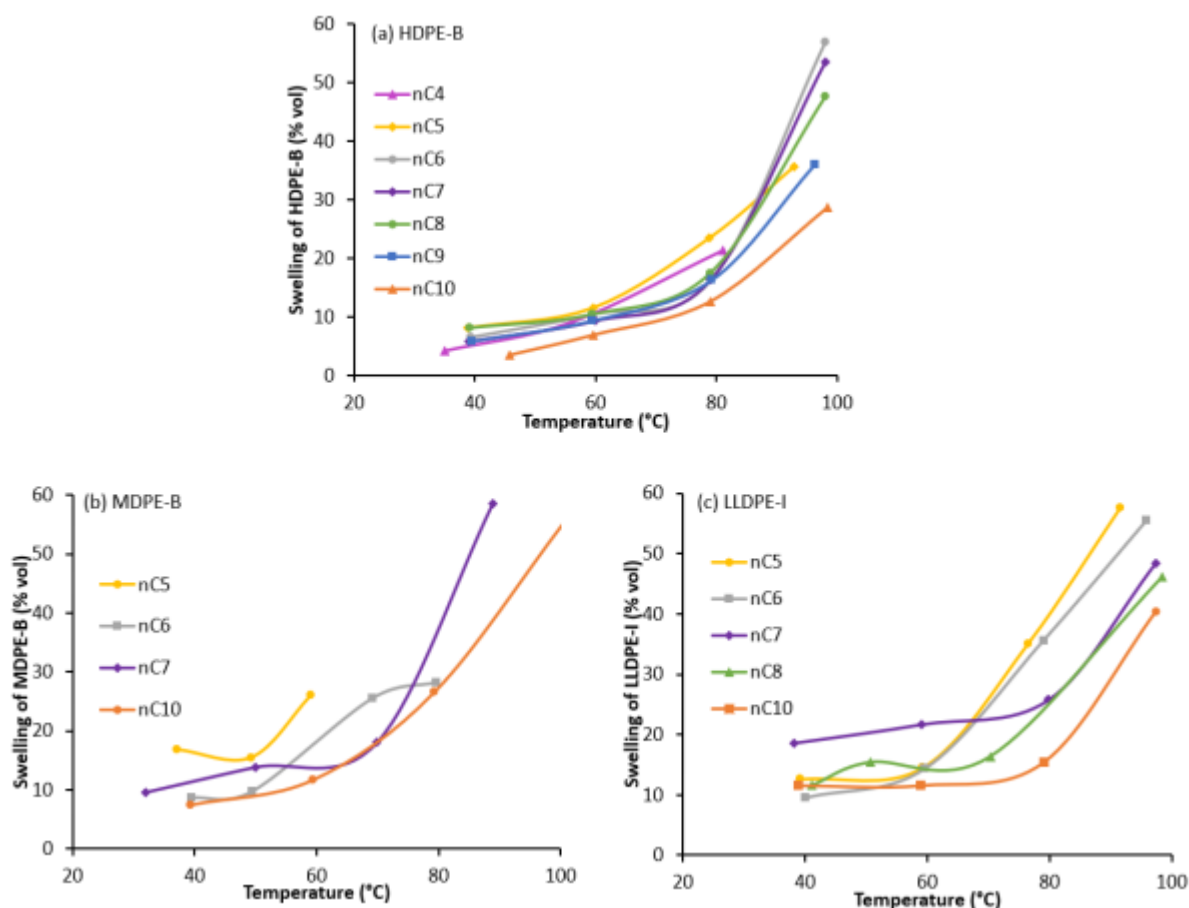 (a) HDPE-B
Swelling of HDPE-B (% vol)
60
50
40
30
20
10
0
nC4
nC5
nC6
nC7
nC8
nC9
nC10
20 40 60 80 100
Temperature (°C)
(b) MDPE-B
Swelling of MDPE-B (% vol)
60
50
40
30
20
10
0
nC5
nC6
nC7
nC10
20 40 60 80 100
Temperature (°C)
(c) LLDPE-I
Swelling of LLDPE-I (% vol)
60
50
40
30
20
10
0
nC5
nC6
nC7
nC8
nC10
20 40 60 80 100
Temperature (°C)